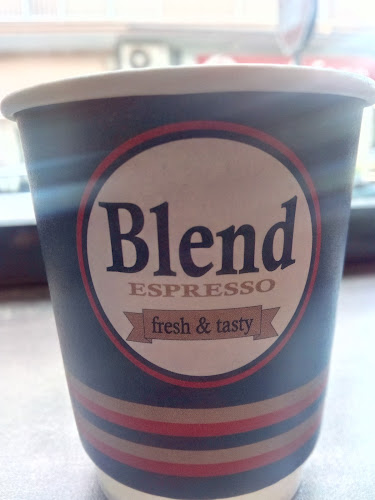 Blend
ESPRESSO
fresh & tasty